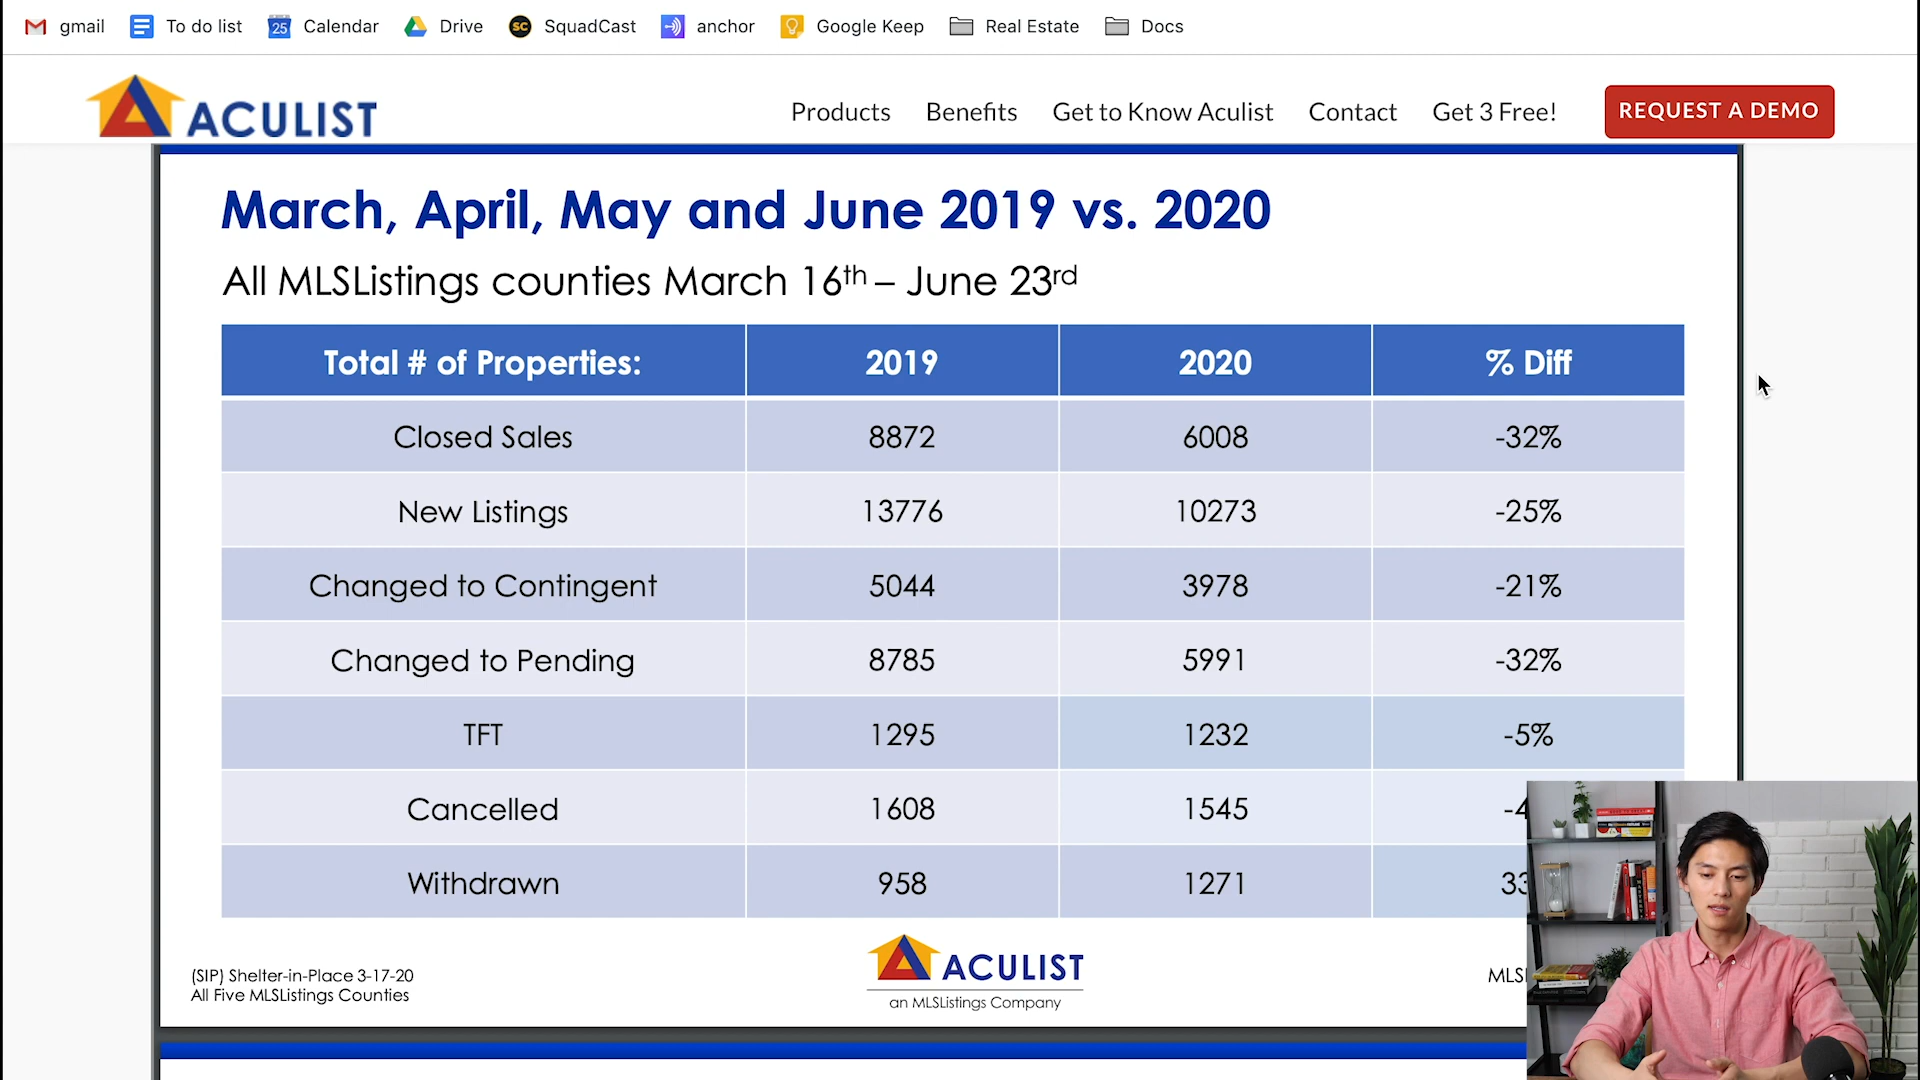 gmail To do list Calendar Drive SquadCast anchor Google Keep Real Estate Docs
ACULIST
Products Benefits Get to Know Aculist Contact Get 3 Free! REQUEST A DEMO
March, April, May and June 2019 vs. 2020
All MLSListings counties March 16th – June 23rd
Total # of Properties: 2019 2020 % Diff
Closed Sales 8872 6008 -32%
New Listings 13776 10273 -25%
Changed to Contingent 5044 3978 -21%
Changed to Pending 8785 5991 -32%
TFT 1295 1232 -5%
Cancelled 1608 1545 -4
Withdrawn 958 1271 33
(SIP) Shelter-in-Place 3-17-20
All Five MLSListings Counties
ACULIST
an MLSListings Company